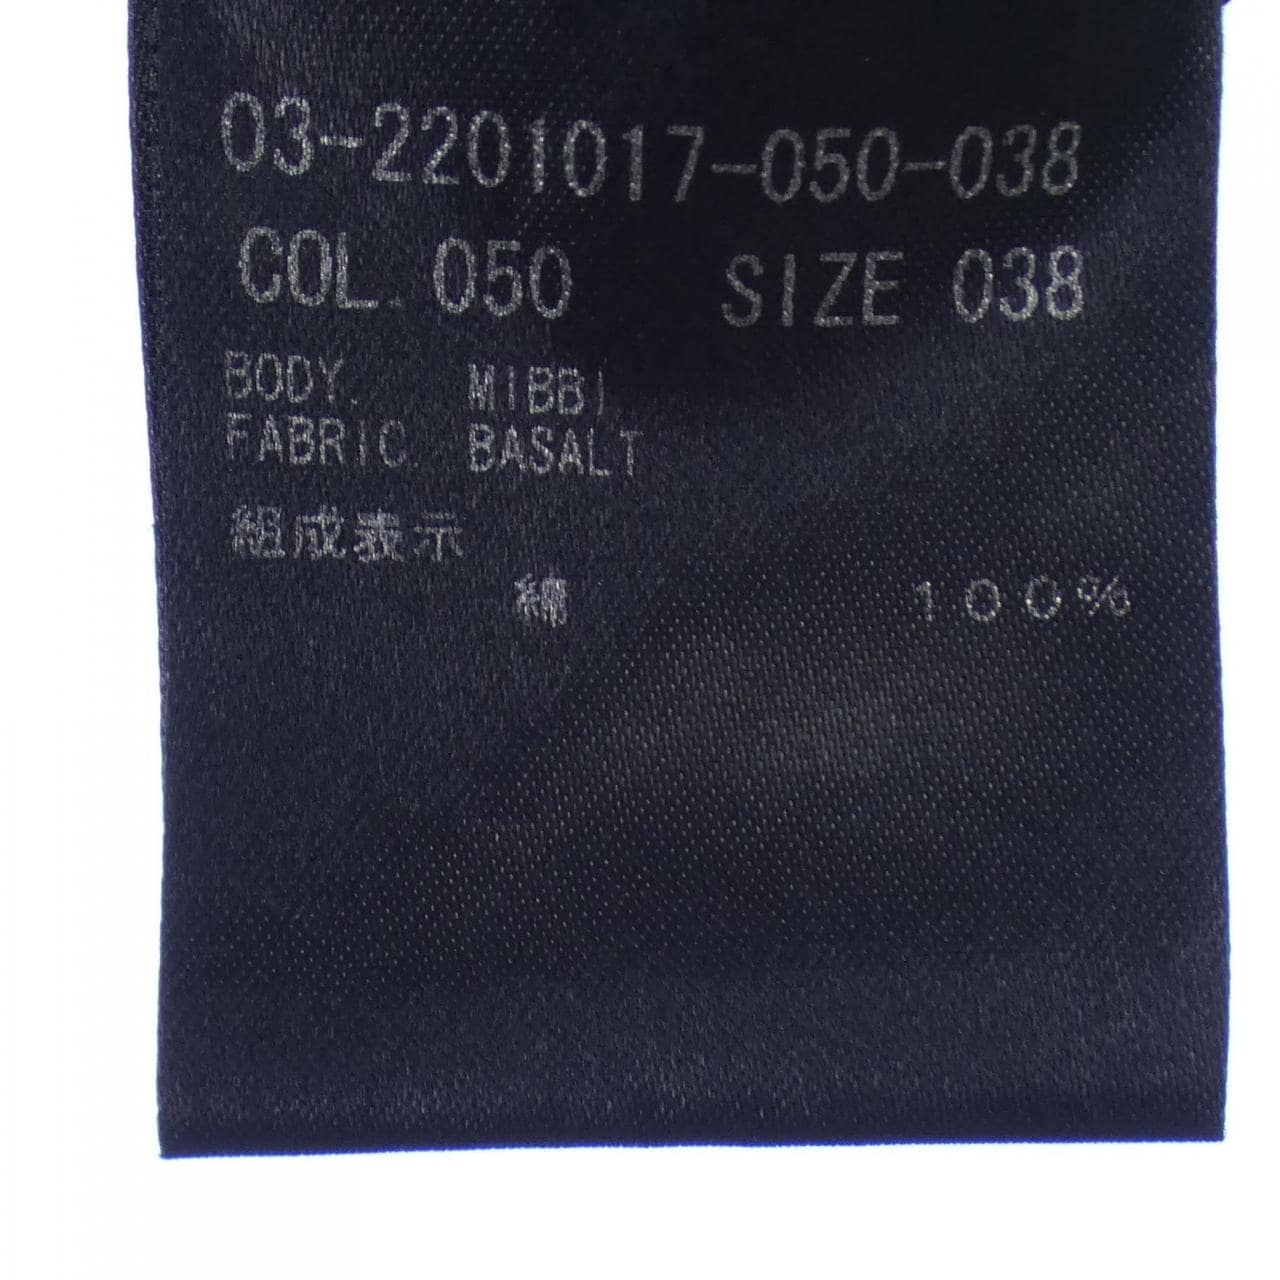 03-2201017-050-038
COL. 050 SIZE 038
BODY. MIBBI
FABRIC. BASALT
組成表示
綿 100%